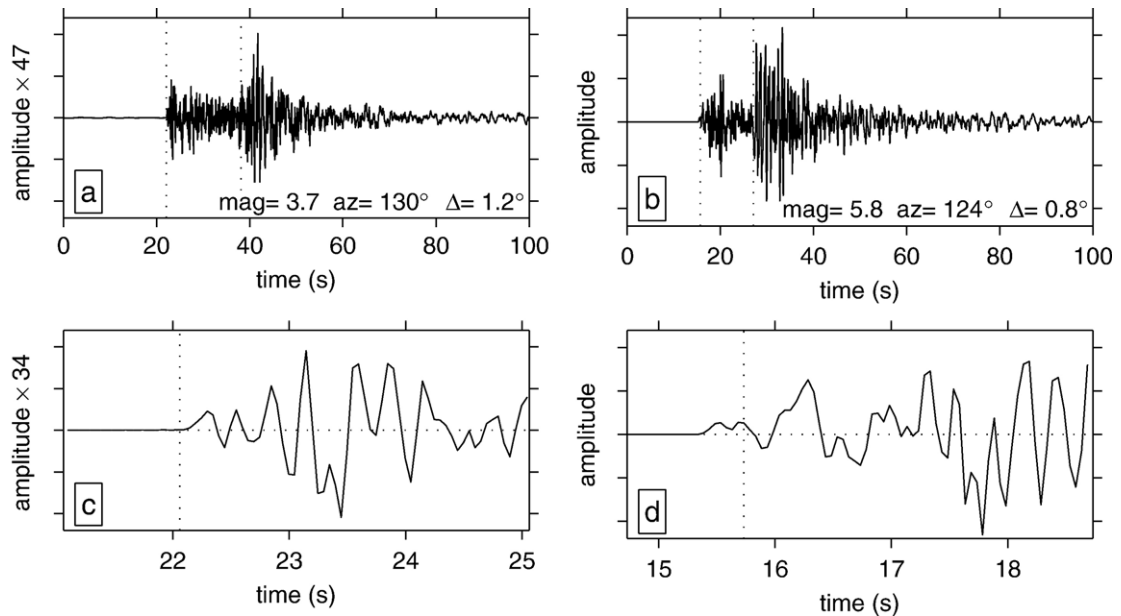 amplitude × 47
a
mag= 3.7 az= 130° Δ= 1.2°
0 20 40 60 80 100
time (s)
amplitude
b
mag= 5.8 az= 124° Δ= 0.8°
0 20 40 60 80 100
time (s)
amplitude × 34
c
22 23 24 25
time (s)
amplitude
d
15 16 17 18
time (s)